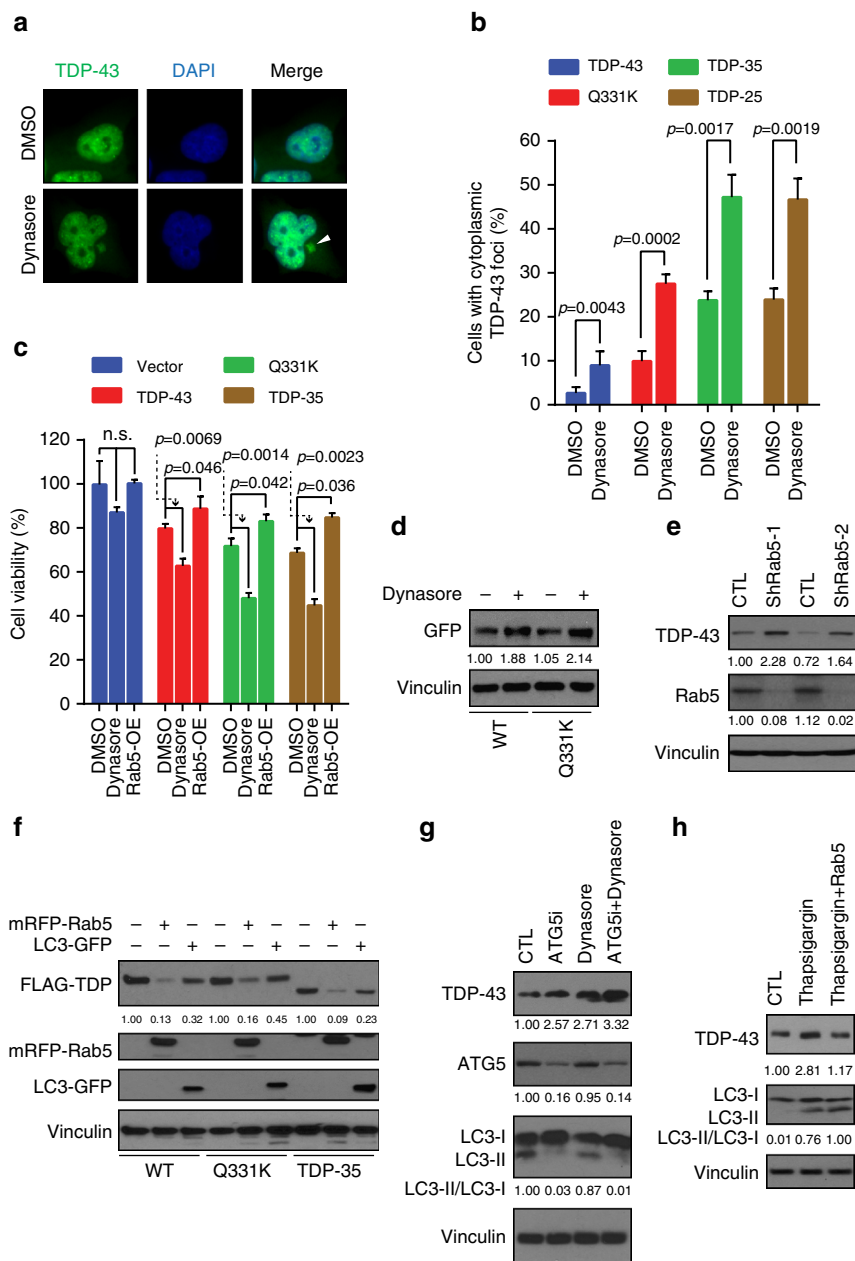 a
TDP-43 DAPI Merge
DMSO
Dynasore
b
TDP-43 TDP-35
Q331K TDP-25
Cells with cytoplasmic
TDP-43 foci (%)
60
50
40
30
20
10
0
p=0.0043
p=0.0002
p=0.0017
p=0.0019
DMSO Dynasore DMSO Dynasore DMSO Dynasore DMSO Dynasore
c
Vector Q331K
TDP-43 TDP-35
Cell viability (%)
120
100
80
60
40
20
0
n.s.
p=0.0069
p=0.046
p=0.0014
p=0.042
p=0.0023
p=0.036
DMSO Dynasore Rab5-OE DMSO Dynasore Rab5-OE DMSO Dynasore Rab5-OE DMSO Dynasore Rab5-OE
d
Dynasore – + – +
GFP
1.00 1.88 1.05 2.14
Vinculin
WT Q331K
e
CTL ShRab5-1 CTL ShRab5-2
TDP-43
1.00 2.28 0.72 1.64
Rab5
1.00 0.08 1.12 0.02
Vinculin
f
mRFP-Rab5 – + – – + – – + –
LC3-GFP – – + – – + – – +
FLAG-TDP
1.00 0.13 0.32 1.00 0.16 0.45 1.00 0.09 0.23
mRFP-Rab5
LC3-GFP
Vinculin
WT Q331K TDP-35
g
CTL ATG5i Dynasore ATG5i+Dynasore
TDP-43
1.00 2.57 2.71 3.32
ATG5
1.00 0.16 0.95 0.14
LC3-I
LC3-II
LC3-II/LC3-I 1.00 0.03 0.87 0.01
Vinculin
h
CTL Thapsigargin Thapsigargin+Rab5
TDP-43
1.00 2.81 1.17
LC3-I
LC3-II
LC3-II/LC3-I 0.01 0.76 1.00
Vinculin